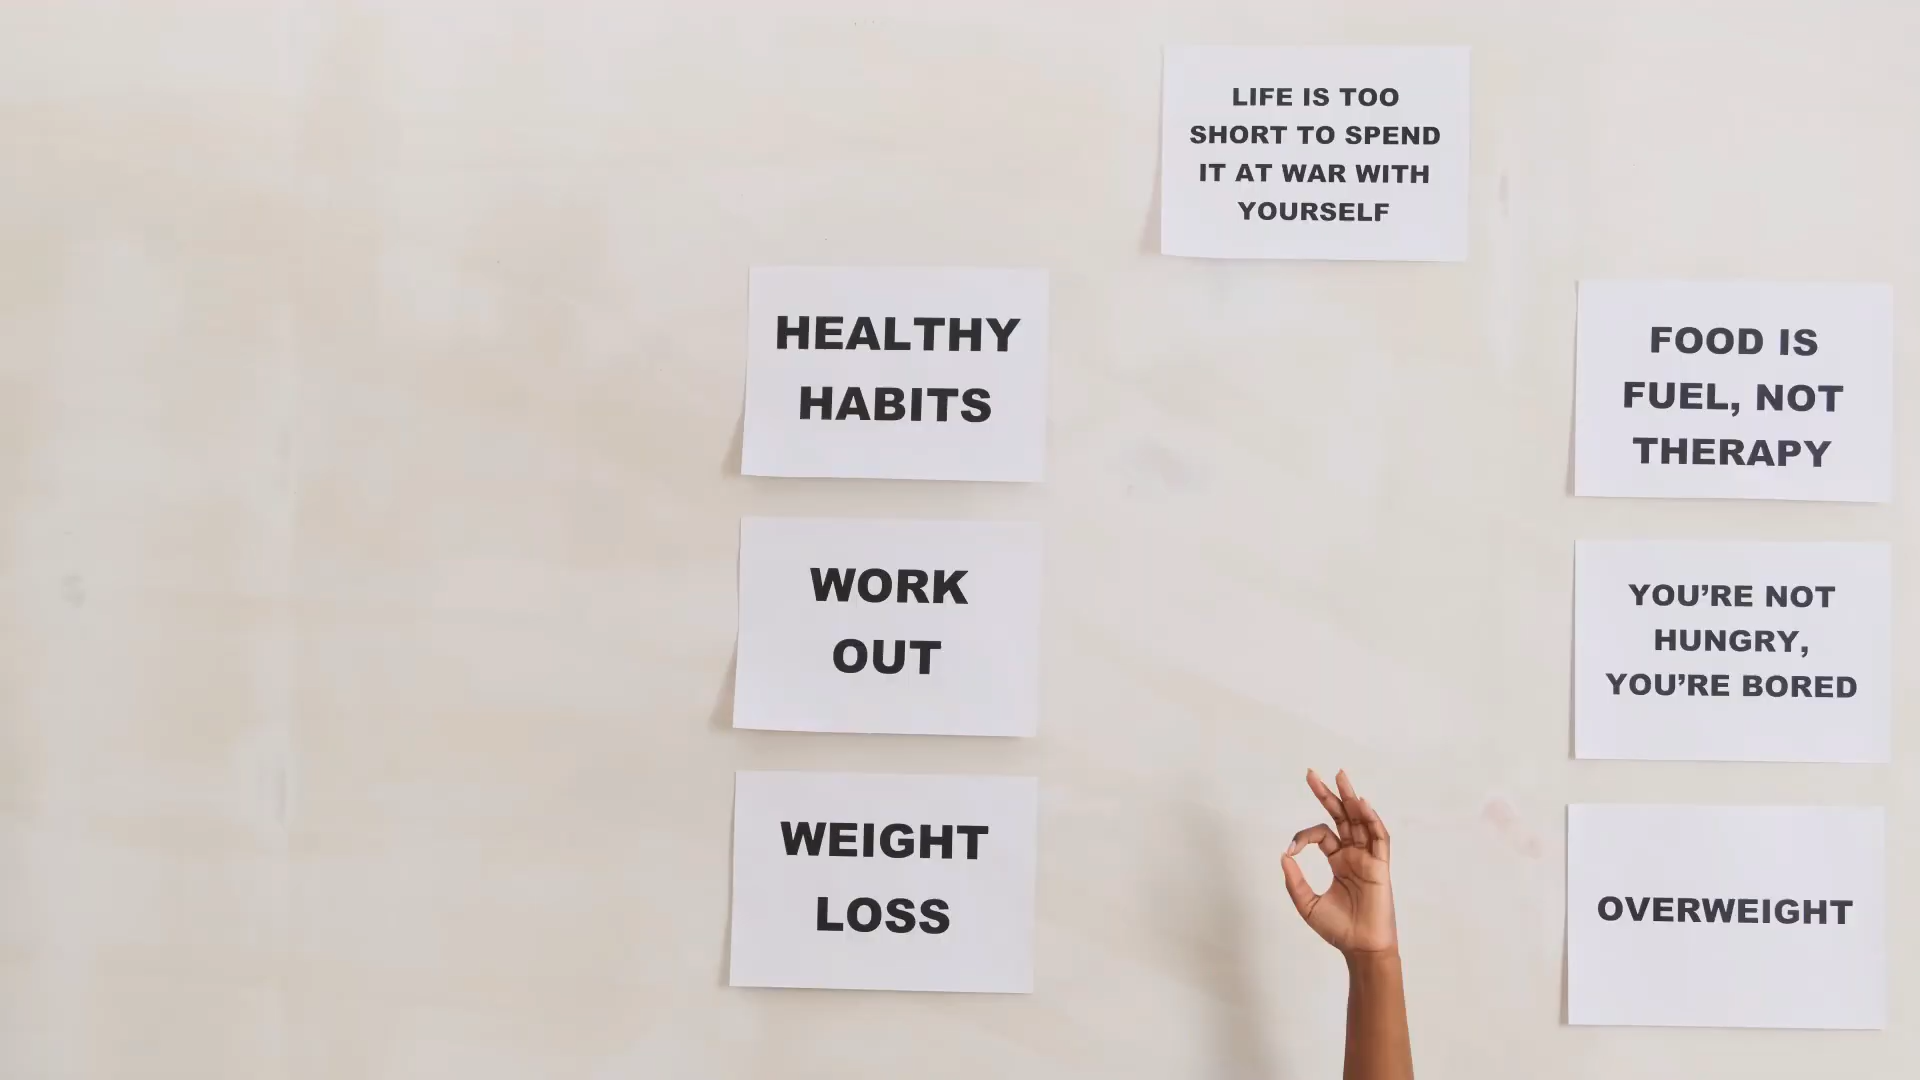 LIFE IS TOO
SHORT TO SPEND
IT AT WAR WITH
YOURSELF
HEALTHY
HABITS
WORK
OUT
WEIGHT
LOSS
FOOD IS
FUEL, NOT
THERAPY
YOU’RE NOT
HUNGRY,
YOU’RE BORED
OVERWEIGHT